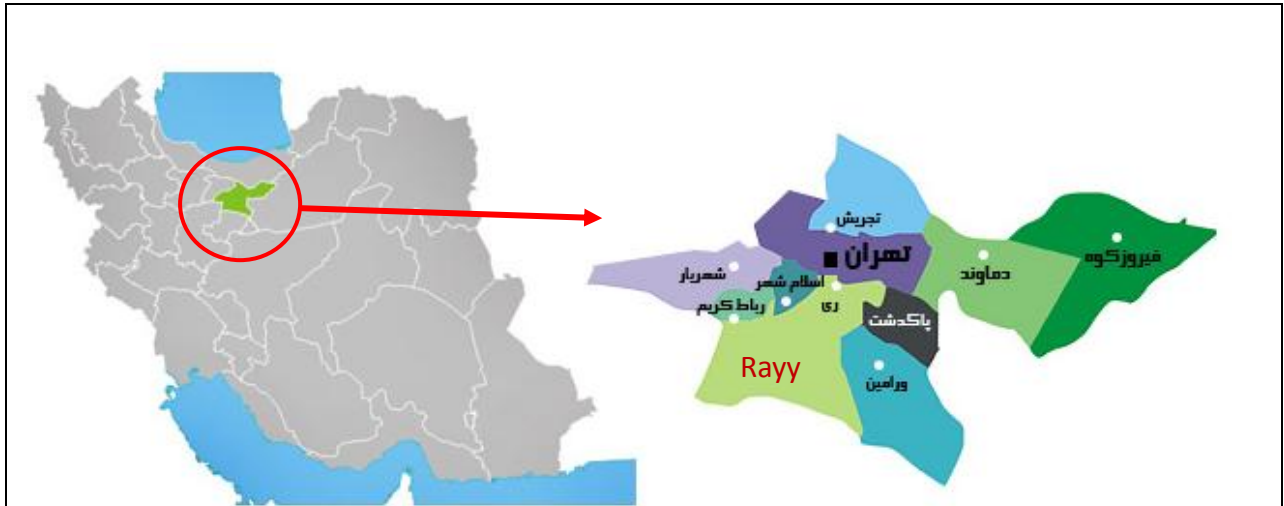 تجریش
تهران
دماوند
فیروزکوه
شهریار
اسلام شهر
رباط کریم
ری
پاکدشت
Rayy
ورامین